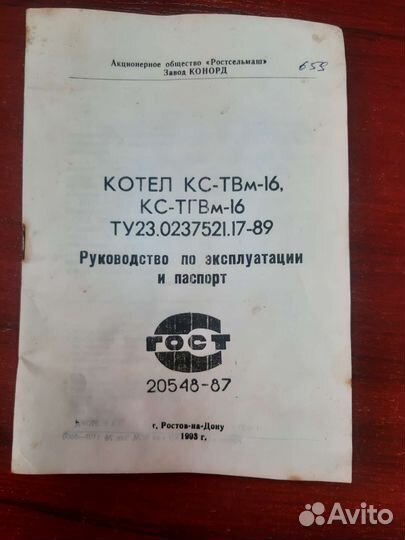 Акционерное общество «Ростсельмаш»
Завод КОНОРД
655
КОТЕЛ КС-ТВм-16,
КС-ТГВм-16
ТУ23.0237521.17-89
Руководство по эксплуатации
и паспорт
ГОСТ
20548-87
г. Ростов-на-Дону
1993 г.
Avito